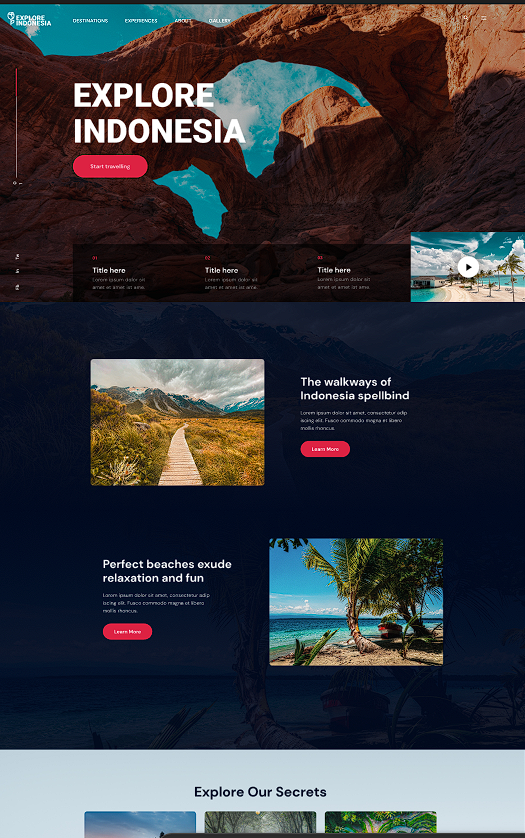 EXPLORE
INDONESIA
DESTINATIONS
EXPERIENCES
ABOUT
GALLERY
EXPLORE
INDONESIA
Start travelling
01
Title here
Lorem ipsum dolor sit
amet et amet ist ame.
02
Title here
Lorem ipsum dolor sit
amet et amet ist ame.
03
Title here
Lorem ipsum dolor sit
amet et amet ist ame.
The walkways of
Indonesia spellbind
Lorem ipsum dolor sit amet, consectetur adip
iscing elit. Fusce commodo magna et libero
mollis rhoncus.
Learn More
Perfect beaches exude
relaxation and fun
Lorem ipsum dolor sit amet, consectetur adip
iscing elit. Fusce commodo magna et libero
mollis rhoncus.
Learn More
Explore Our Secrets